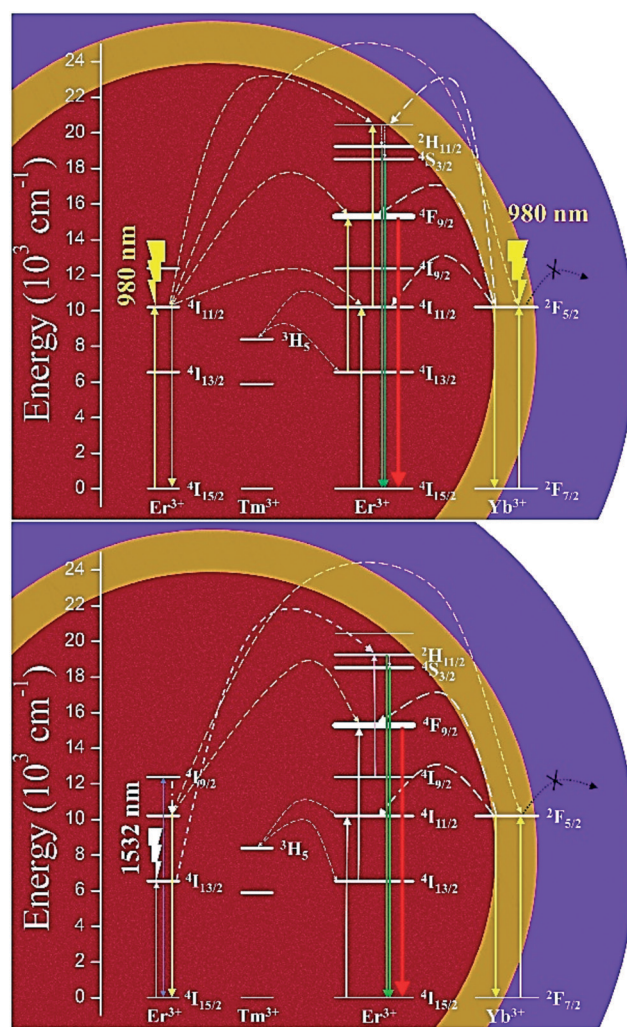 24
22
20
18
16
14
12
10
8
6
4
2
0
Energy (10³ cm⁻¹)
980 nm
⁴I₁₁/₂
⁴I₁₃/₂
⁴I₁₅/₂
Er³⁺
³H₅
Tm³⁺
²H₁₁/₂
⁴S₃/₂
⁴F₉/₂
⁴I₉/₂
⁴I₁₁/₂
⁴I₁₃/₂
⁴I₁₅/₂
Er³⁺
980 nm
²F₅/₂
²F₇/₂
Yb³⁺
24
22
20
18
16
14
12
10
8
6
4
2
0
Energy (10³ cm⁻¹)
1532 nm
⁴I₉/₂
⁴I₁₃/₂
⁴I₁₅/₂
Er³⁺
³H₅
Tm³⁺
²H₁₁/₂
⁴S₃/₂
⁴F₉/₂
⁴I₉/₂
⁴I₁₁/₂
⁴I₁₃/₂
⁴I₁₅/₂
Er³⁺
²F₅/₂
²F₇/₂
Yb³⁺